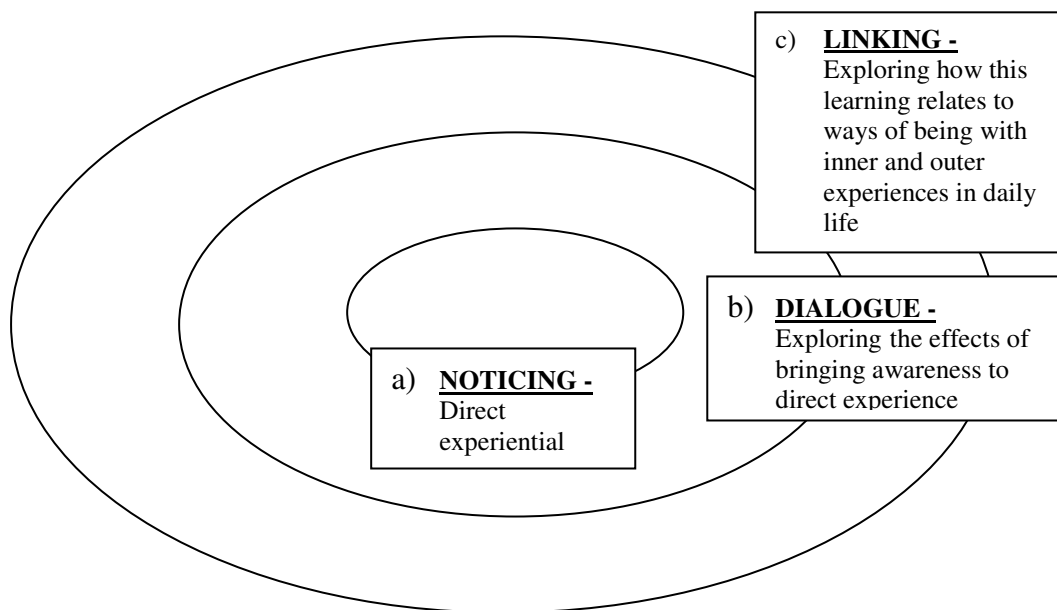 c) LINKING -
Exploring how this
learning relates to
ways of being with
inner and outer
experiences in daily
life
b) DIALOGUE -
Exploring the effects of
bringing awareness to
direct experience
a) NOTICING -
Direct
experiential